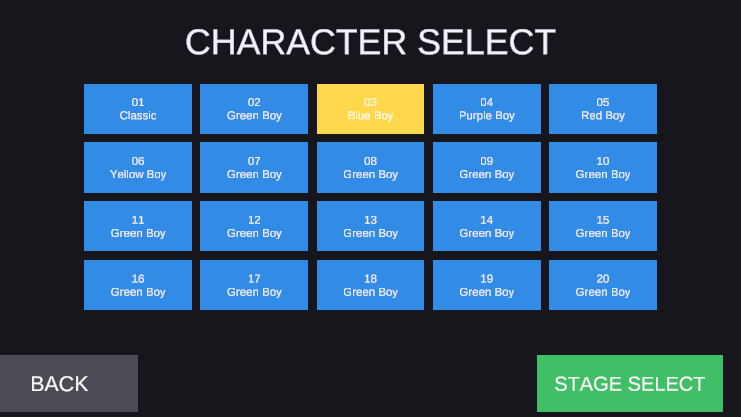 CHARACTER SELECT
01
Classic
02
Green Boy
03
Blue Boy
04
Purple Boy
05
Red Boy
06
Yellow Boy
07
Green Boy
08
Green Boy
09
Green Boy
10
Green Boy
11
Green Boy
12
Green Boy
13
Green Boy
14
Green Boy
15
Green Boy
16
Green Boy
17
Green Boy
18
Green Boy
19
Green Boy
20
Green Boy
BACK
STAGE SELECT